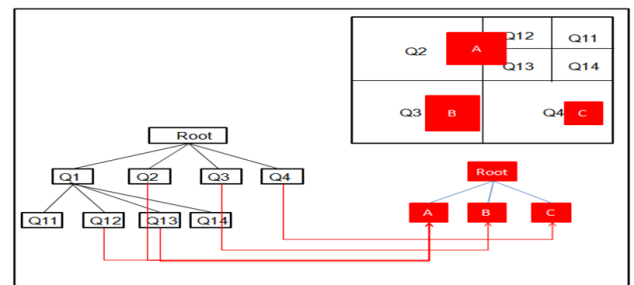 Q12 Q11
Q2 A
Q13 Q14
Q3 B Q4 C
Root
Root
Q1 Q2 Q3 Q4
A B C
Q11 Q12 Q13 Q14